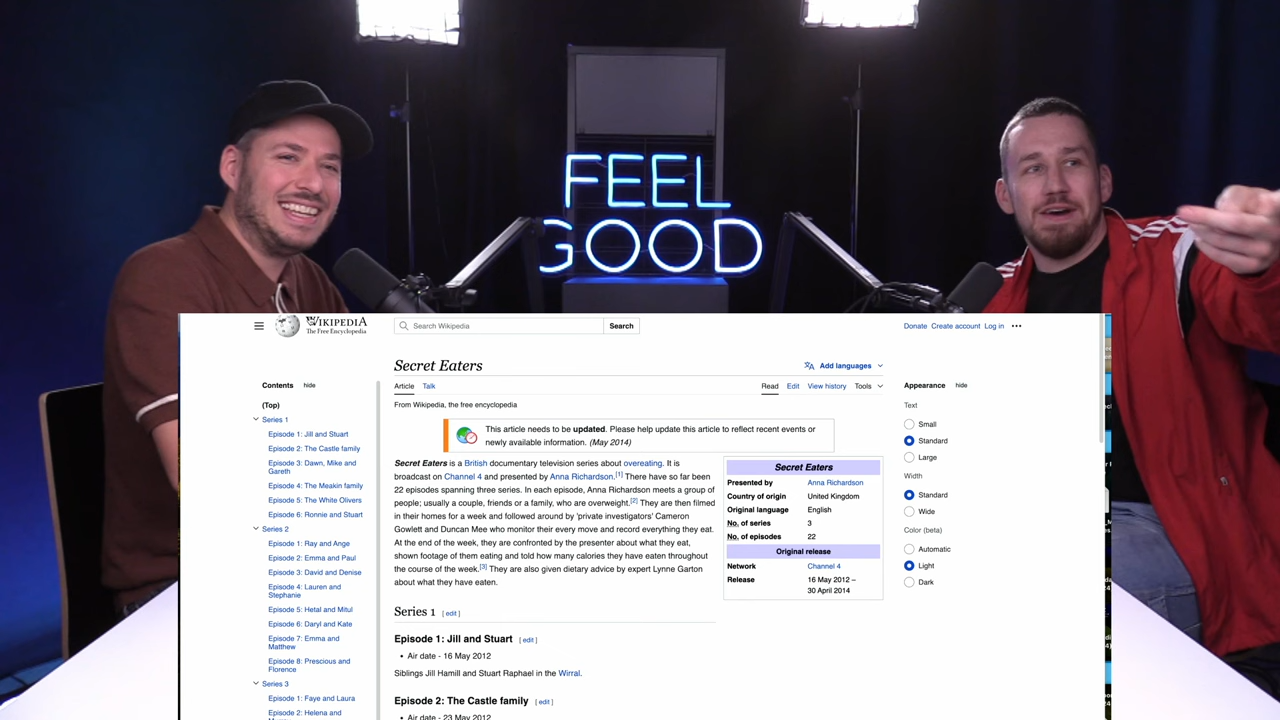 FEEL
GOOD
WIKIPEDIA
The Free Encyclopedia
Search Wikipedia
Search
Donate Create account Log in •••
Secret Eaters
Add languages
Article Talk
Read Edit View history Tools
From Wikipedia, the free encyclopedia
Contents hide
(Top)
Series 1
Episode 1: Jill and Stuart
Episode 2: The Castle family
Episode 3: Dawn, Mike and
Gareth
Episode 4: The Meakin family
Episode 5: The White Olivers
Episode 6: Ronnie and Stuart
Series 2
Episode 1: Ray and Ange
Episode 2: Emma and Paul
Episode 3: David and Denise
Episode 4: Lauren and
Stephanie
Episode 5: Hetal and Mitul
Episode 6: Daryl and Kate
Episode 7: Emma and
Matthew
Episode 8: Prescious and
Florence
Series 3
Episode 1: Faye and Laura
Episode 2: Helena and
This article needs to be updated. Please help update this article to reflect recent events or
newly available information. (May 2014)
Secret Eaters is a British documentary television series about overeating. It is
broadcast on Channel 4 and presented by Anna Richardson.[1] There have so far been
22 episodes spanning three series. In each episode, Anna Richardson meets a group of
people; usually a couple, friends or a family, who are overweight.[2] They are then filmed
in their homes for a week and followed around by 'private investigators' Cameron
Gowlett and Duncan Mee who monitor their every move and record everything they eat.
At the end of the week, they are confronted by the presenter about what they eat,
shown footage of them eating and told how many calories they have eaten throughout
the course of the week.[3] They are also given dietary advice by expert Lynne Garton
about what they have eaten.
Secret Eaters
Presented by Anna Richardson
Country of origin United Kingdom
Original language English
No. of series 3
No. of episodes 22
Original release
Network Channel 4
Release 16 May 2012 –
30 April 2014
Series 1 [ edit ]
Episode 1: Jill and Stuart [ edit ]
• Air date - 16 May 2012
Siblings Jill Hamill and Stuart Raphael in the Wirral.
Episode 2: The Castle family [ edit ]
• Air date - 23 May 2012
Appearance hide
Text
Small
Standard
Large
Width
Standard
Wide
Color (beta)
Automatic
Light
Dark